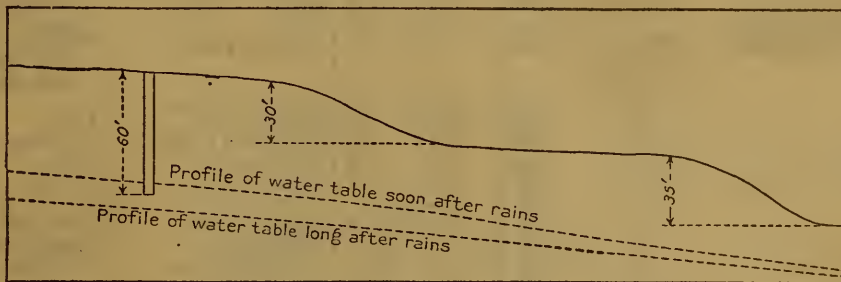 60'
30'
35'
Profile of water table soon after rains
Profile of water table long after rains